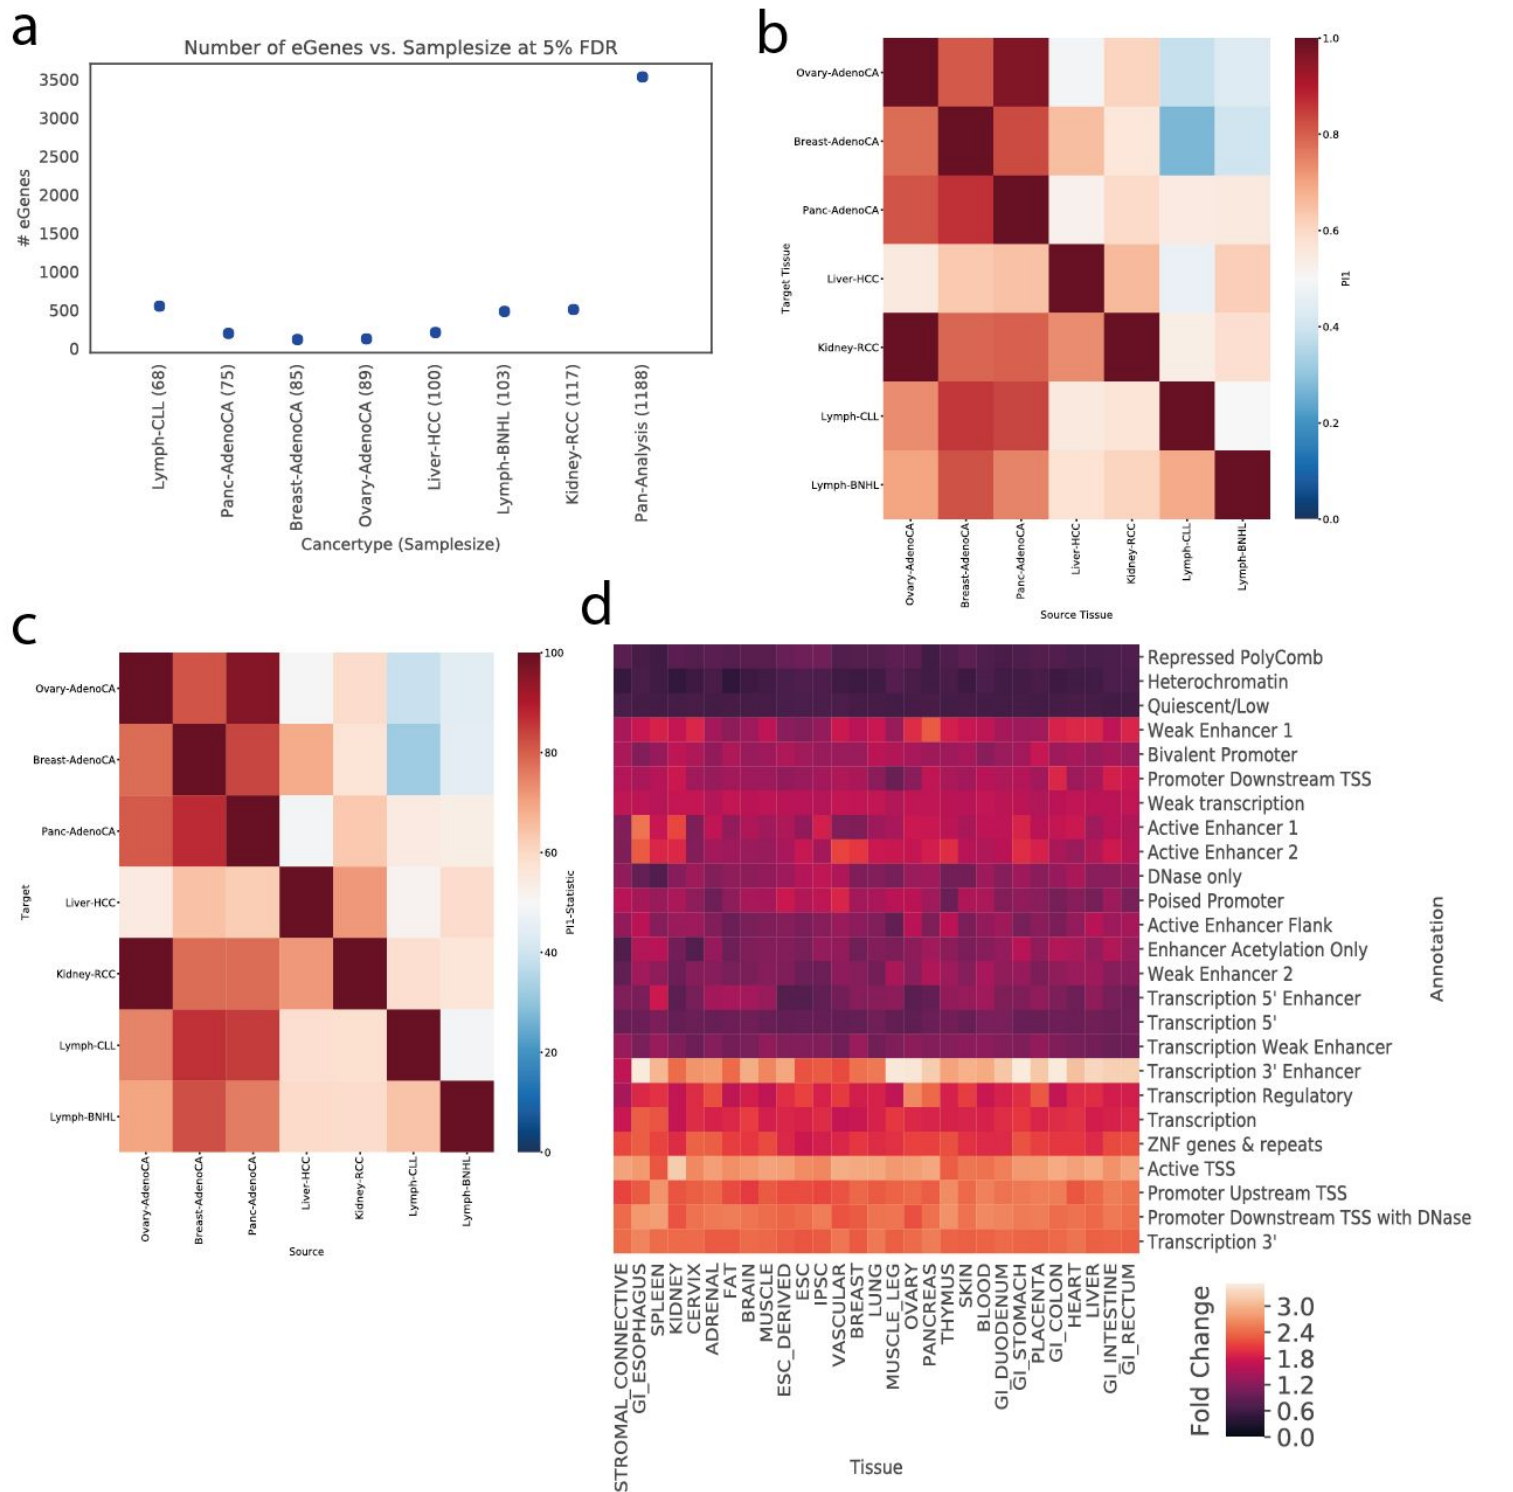 a
Number of eGenes vs. Samplesize at 5% FDR
# eGenes
3500
3000
2500
2000
1500
1000
500
0
Lymph-CLL (68)
Panc-AdenoCA (75)
Breast-AdenoCA (85)
Ovary-AdenoCA (89)
Liver-HCC (100)
Lymph-BNHL (103)
Kidney-RCC (117)
Pan-Analysis (1188)
Cancertype (Samplesize)
b
Target Tissue
Ovary-AdenoCA
Breast-AdenoCA
Panc-AdenoCA
Liver-HCC
Kidney-RCC
Lymph-CLL
Lymph-BNHL
Ovary-AdenoCA
Breast-AdenoCA
Panc-AdenoCA
Liver-HCC
Kidney-RCC
Lymph-CLL
Lymph-BNHL
Source Tissue
1.0
0.8
0.6
0.4
0.2
0.0
PI1
c
Target
Ovary-AdenoCA
Breast-AdenoCA
Panc-AdenoCA
Liver-HCC
Kidney-RCC
Lymph-CLL
Lymph-BNHL
Ovary-AdenoCA
Breast-AdenoCA
Panc-AdenoCA
Liver-HCC
Kidney-RCC
Lymph-CLL
Lymph-BNHL
Source
100
80
60
40
20
0
PI1-Statistic
d
Repressed PolyComb
Heterochromatin
Quiescent/Low
Weak Enhancer 1
Bivalent Promoter
Promoter Downstream TSS
Weak transcription
Active Enhancer 1
Active Enhancer 2
DNase only
Poised Promoter
Active Enhancer Flank
Enhancer Acetylation Only
Weak Enhancer 2
Transcription 5' Enhancer
Transcription 5'
Transcription Weak Enhancer
Transcription 3' Enhancer
Transcription Regulatory
Transcription
ZNF genes & repeats
Active TSS
Promoter Upstream TSS
Promoter Downstream TSS with DNase
Transcription 3'
Annotation
STROMAL_CONNECTIVE
GI_ESOPHAGUS
SPLEEN
KIDNEY
CERVIX
ADRENAL
FAT
BRAIN
MUSCLE
ESC_DERIVED
ESC
IPSC
VASCULAR
BREAST
LUNG
MUSCLE_LEG
OVARY
PANCREAS
THYMUS
SKIN
BLOOD
GI_DUODENUM
GI_STOMACH
PLACENTA
GI_COLON
HEART
LIVER
GI_INTESTINE
GI_RECTUM
Tissue
Fold Change
3.0
2.4
1.8
1.2
0.6
0.0